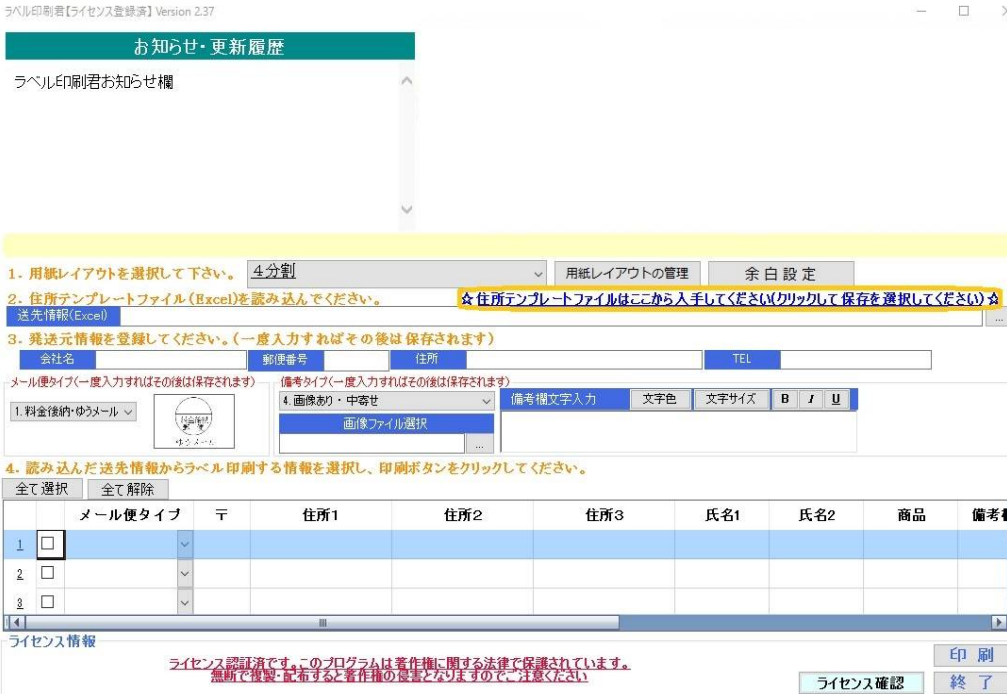 ラベル印刷君【ライセンス登録済】 Version 2.37
お知らせ・更新履歴
ラベル印刷君お知らせ欄
1. 用紙レイアウトを選択して下さい。 4分割 用紙レイアウトの管理 余白設定
2. 住所テンプレートファイル(Excel)を読み込んでください。 ☆住所テンプレートファイルはここから入手してください(クリックして保存を選択してください)☆
送先情報(Excel) ...
3. 発送元情報を登録してください。(一度入力すればその後は保存されます)
会社名 郵便番号 住所 TEL
メール便タイプ(一度入力すればその後は保存されます) 備考タイプ(一度入力すればその後は保存されます)
1. 料金後納・ゆうメール 4. 画像あり・中寄せ 備考欄文字入力 文字色 文字サイズ B I U
料金後納
郵便
ゆうメール
画像ファイル選択
...
4. 読み込んだ送先情報からラベル印刷する情報を選択し、印刷ボタンをクリックしてください。
全て選択 全て解除
メール便タイプ 〒 住所1 住所2 住所3 氏名1 氏名2 商品 備考
1
2
3
ライセンス情報
ライセンス認証済です。このプログラムは著作権に関する法律で保護されています。
無断で複製・配布すると著作権の侵害となりますのでご注意ください
印刷
ライセンス確認 終了